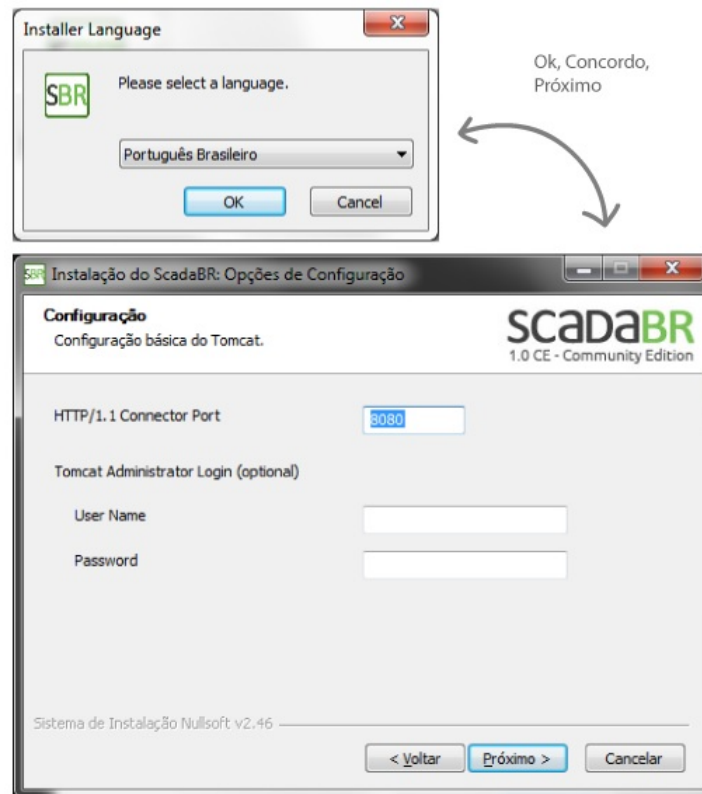 Installer Language
SBR
Please select a language.
Português Brasileiro
OK
Cancel
Ok, Concordo,
Próximo
SBR
Instalação do ScadaBR: Opções de Configuração
Configuração
Configuração básica do Tomcat.
ScadaBR
1.0 CE - Community Edition
HTTP/1.1 Connector Port
8080
Tomcat Administrator Login (optional)
User Name
Password
Sistema de Instalação Nullsoft v2.46
< Voltar
Próximo >
Cancelar